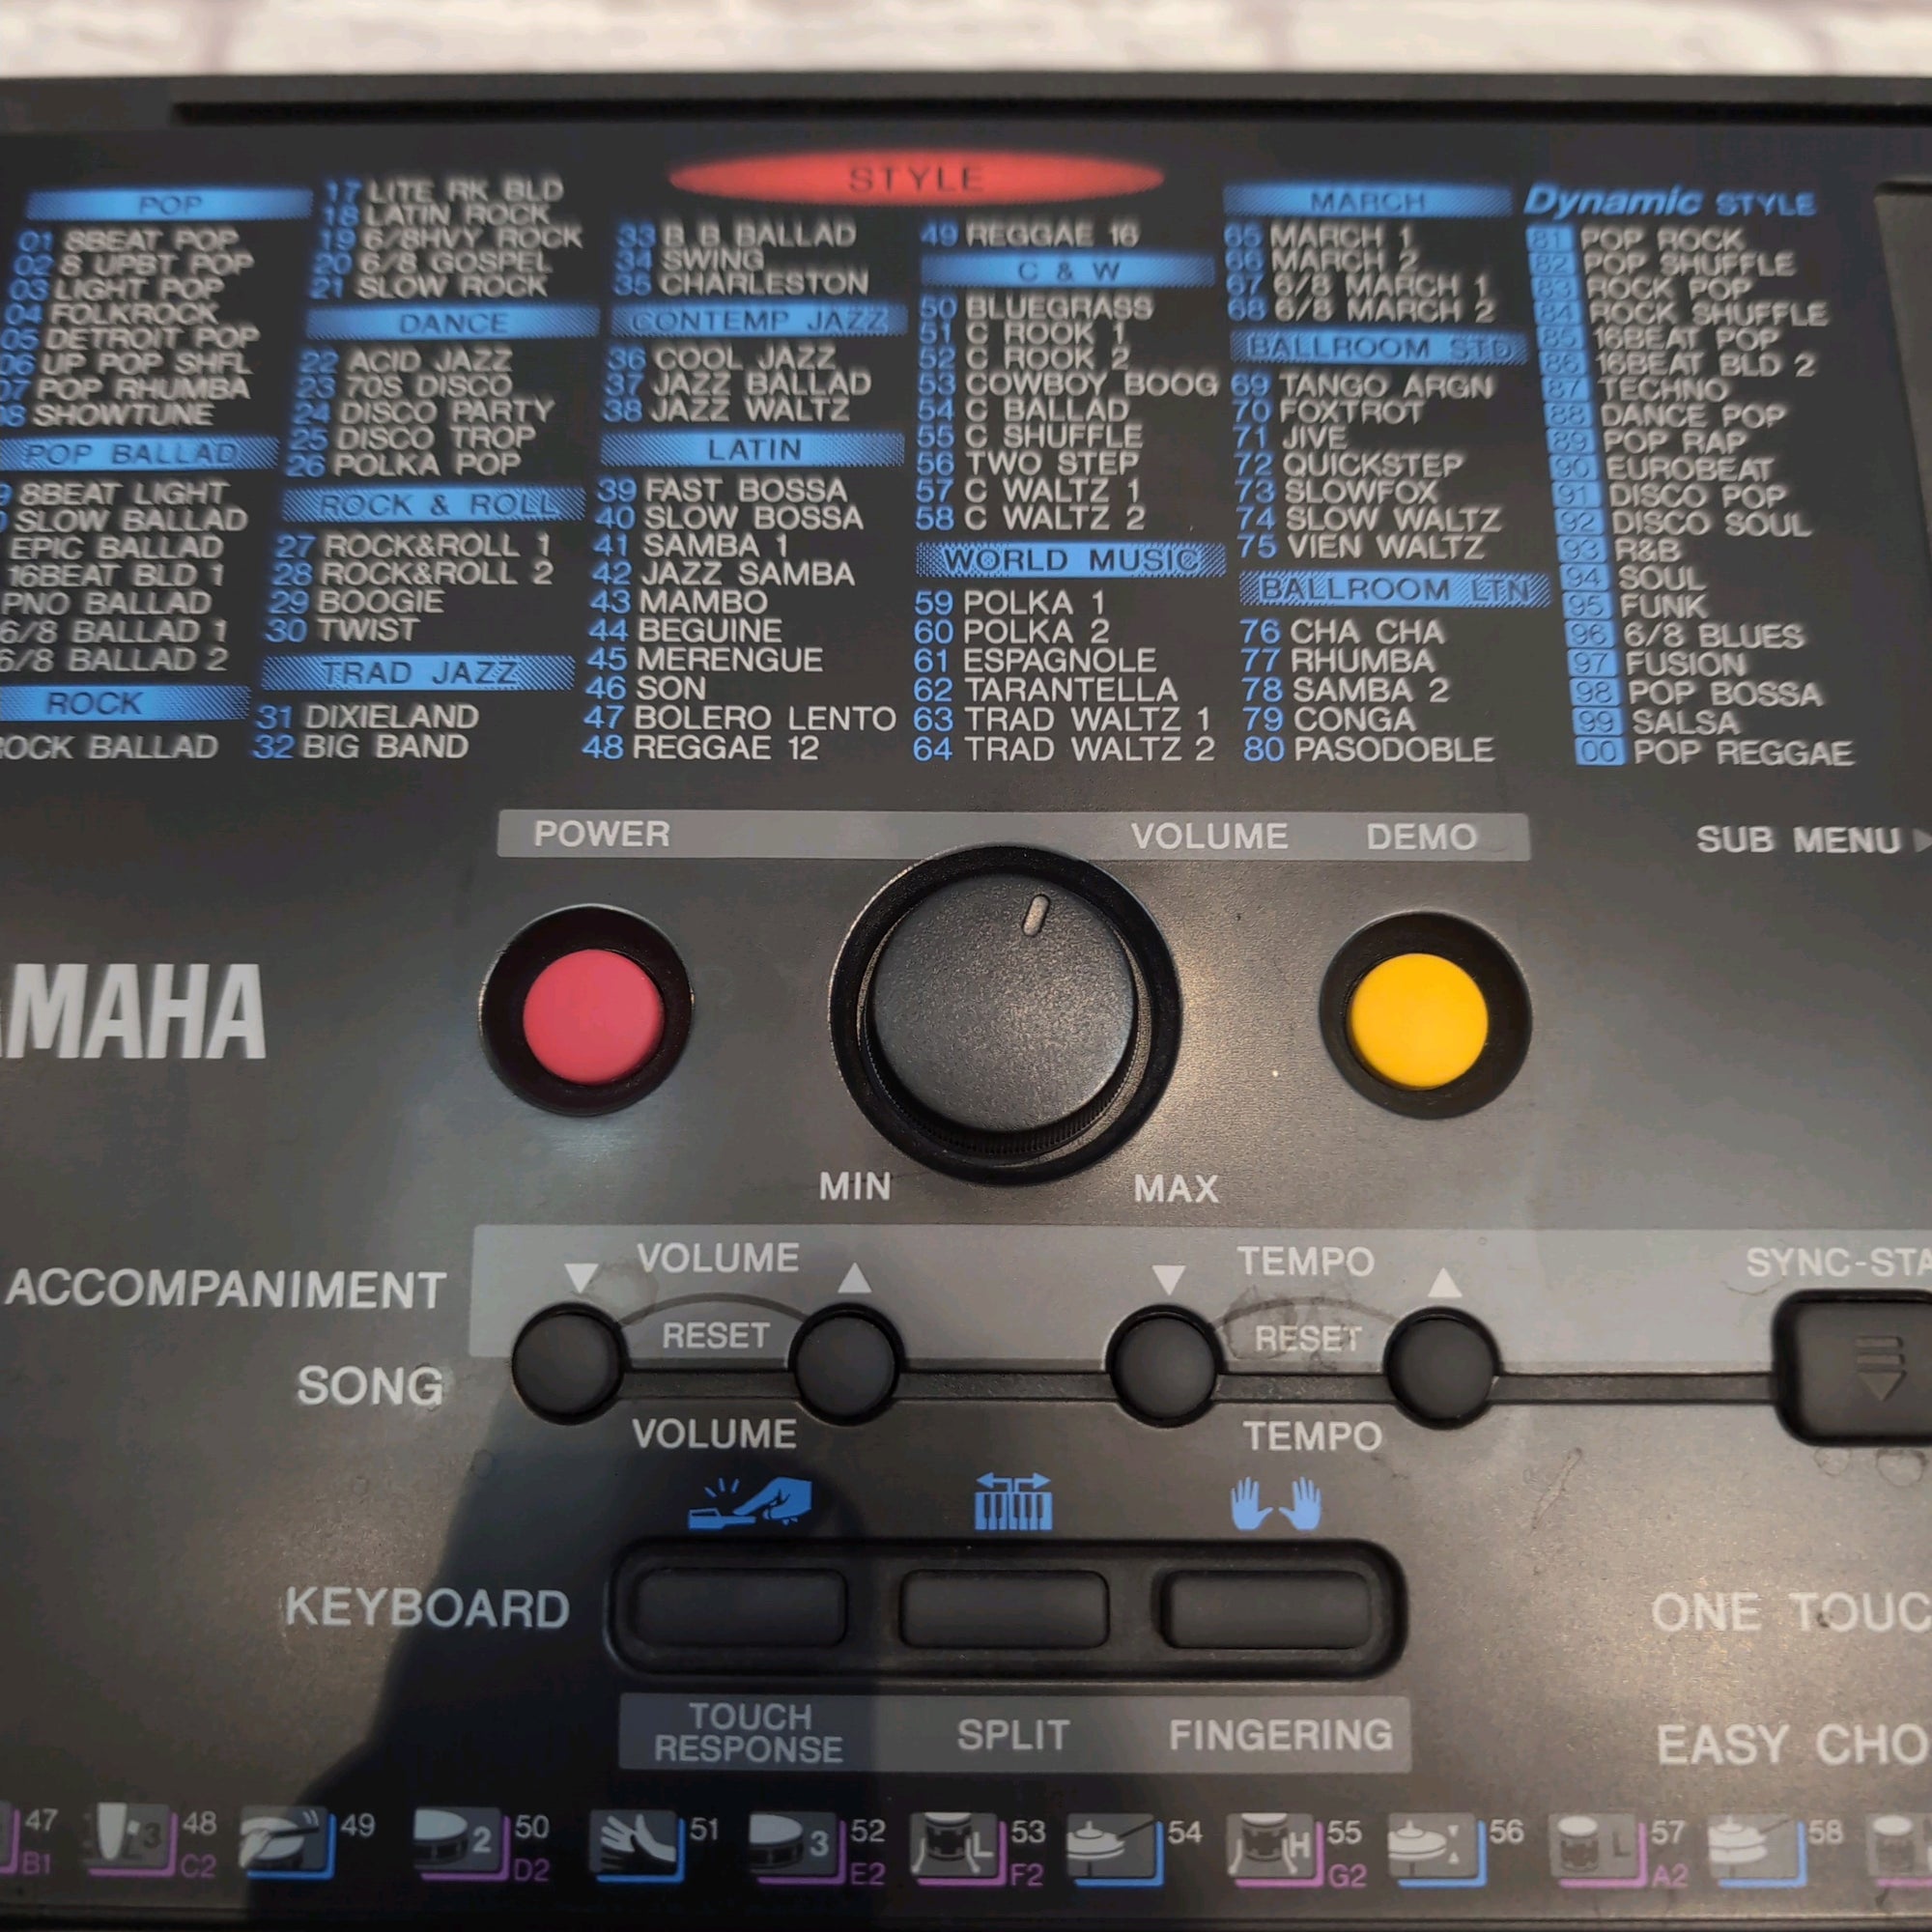 STYLE
POP
01 8BEAT POP
02 8 UPBT POP
03 LIGHT POP
04 FOLKROCK
05 DETROIT POP
06 UP POP SHFL
07 POP RHUMBA
08 SHOWTUNE
POP BALLAD
9 8BEAT LIGHT
SLOW BALLAD
EPIC BALLAD
16BEAT BLD 1
PNO BALLAD
6/8 BALLAD 1
6/8 BALLAD 2
ROCK
ROCK BALLAD
17 LITE RK BLD
18 LATIN ROCK
19 6/8HVY ROCK
20 6/8 GOSPEL
21 SLOW ROCK
DANCE
22 ACID JAZZ
23 70S DISCO
24 DISCO PARTY
25 DISCO TROP
26 POLKA POP
ROCK & ROLL
27 ROCK&ROLL 1
28 ROCK&ROLL 2
29 BOOGIE
30 TWIST
TRAD JAZZ
31 DIXIELAND
32 BIG BAND
33 B. B. BALLAD
34 SWING
35 CHARLESTON
CONTEMP JAZZ
36 COOL JAZZ
37 JAZZ BALLAD
38 JAZZ WALTZ
LATIN
39 FAST BOSSA
40 SLOW BOSSA
41 SAMBA 1
42 JAZZ SAMBA
43 MAMBO
44 BEGUINE
45 MERENGUE
46 SON
47 BOLERO LENTO
48 REGGAE 12
49 REGGAE 16
C & W
50 BLUEGRASS
51 C ROOK 1
52 C ROOK 2
53 COWBOY BOOG
54 C BALLAD
55 C SHUFFLE
56 TWO STEP
57 C WALTZ 1
58 C WALTZ 2
WORLD MUSIC
59 POLKA 1
60 POLKA 2
61 ESPAGNOLE
62 TARANTELLA
63 TRAD WALTZ 1
64 TRAD WALTZ 2
MARCH
65 MARCH 1
66 MARCH 2
67 6/8 MARCH 1
68 6/8 MARCH 2
BALLROOM STD
69 TANGO ARGN
70 FOXTROT
71 JIVE
72 QUICKSTEP
73 SLOWFOX
74 SLOW WALTZ
75 VIEN WALTZ
BALLROOM LTN
76 CHA CHA
77 RHUMBA
78 SAMBA 2
79 CONGA
80 PASODOBLE
Dynamic STYLE
81 POP ROCK
82 POP SHUFFLE
83 ROCK POP
84 ROCK SHUFFLE
85 16BEAT POP
86 16BEAT BLD 2
87 TECHNO
88 DANCE POP
89 POP RAP
90 EUROBEAT
91 DISCO POP
92 DISCO SOUL
93 R&B
94 SOUL
95 FUNK
96 6/8 BLUES
97 FUSION
98 POP BOSSA
99 SALSA
00 POP REGGAE
POWER VOLUME DEMO
SUB MENU
AMAHA
MIN MAX
VOLUME TEMPO SYNC-STA
ACCOMPANIMENT
RESET RESET
SONG
VOLUME TEMPO
KEYBOARD
ONE TOUC
TOUCH RESPONSE
SPLIT
FINGERING
EASY CHO
47 3 48 49 2 50 51 3 52 L 53 54 H 55 56 L 57 58
B1 C2 D2 E2 F2 G2 A2